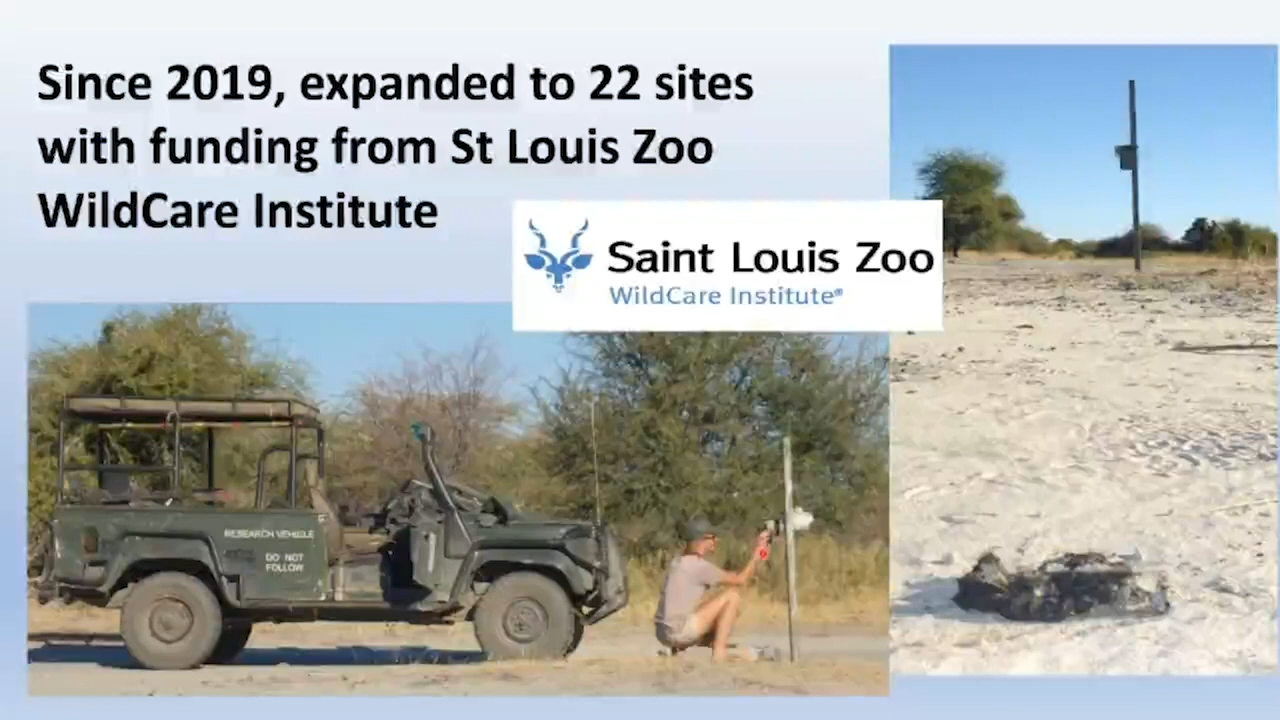 Since 2019, expanded to 22 sites
with funding from St Louis Zoo
WildCare Institute
Saint Louis Zoo
WildCare Institute®
RESEARCH VEHICLE
DO NOT
FOLLOW